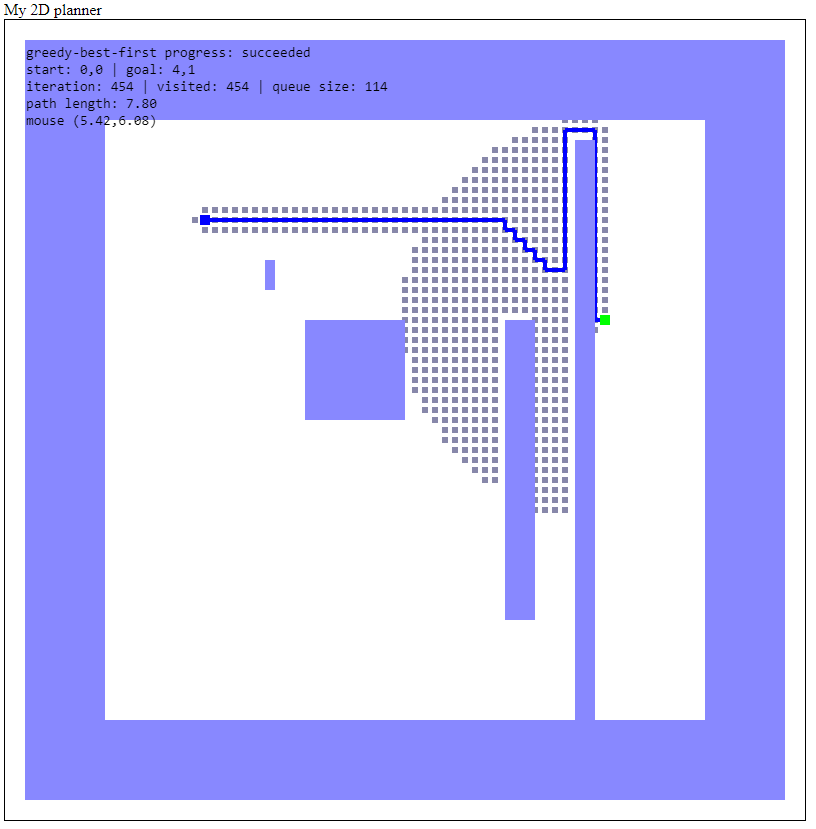 My 2D planner
greedy-best-first progress: succeeded
start: 0,0 | goal: 4,1
iteration: 454 | visited: 454 | queue size: 114
path length: 7.80
mouse (5.42,6.08)